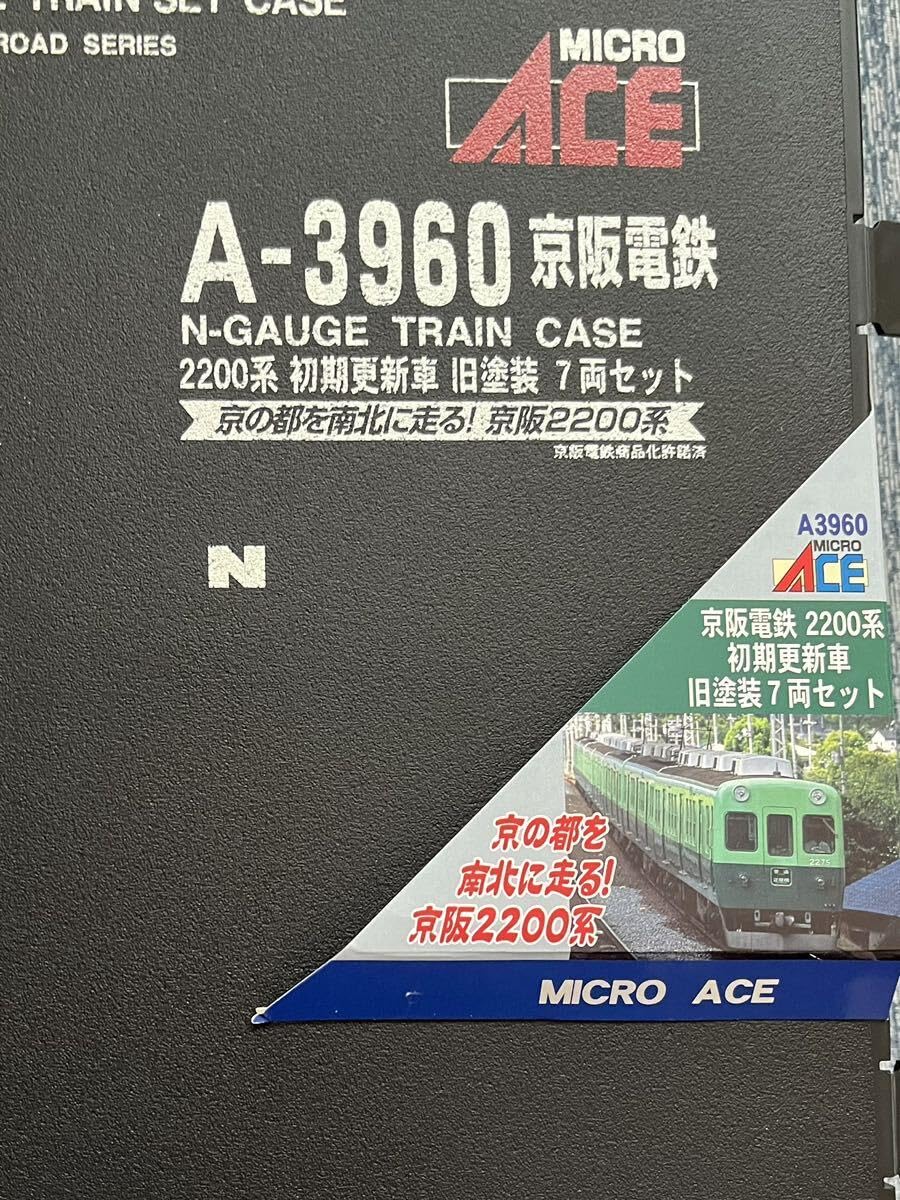 TRAIN SET CASE
ROAD SERIES
MICRO
ACE
A-3960 京阪電鉄
N-GAUGE TRAIN CASE
2200系 初期更新車 旧塗装 7両セット
京の都を南北に走る! 京阪2200系
京阪電鉄商品化許諾済
N
A3960
MICRO
ACE
京阪電鉄 2200系
初期更新車
旧塗装7両セット
京の都を
南北に走る!
京阪2200系
MICRO ACE